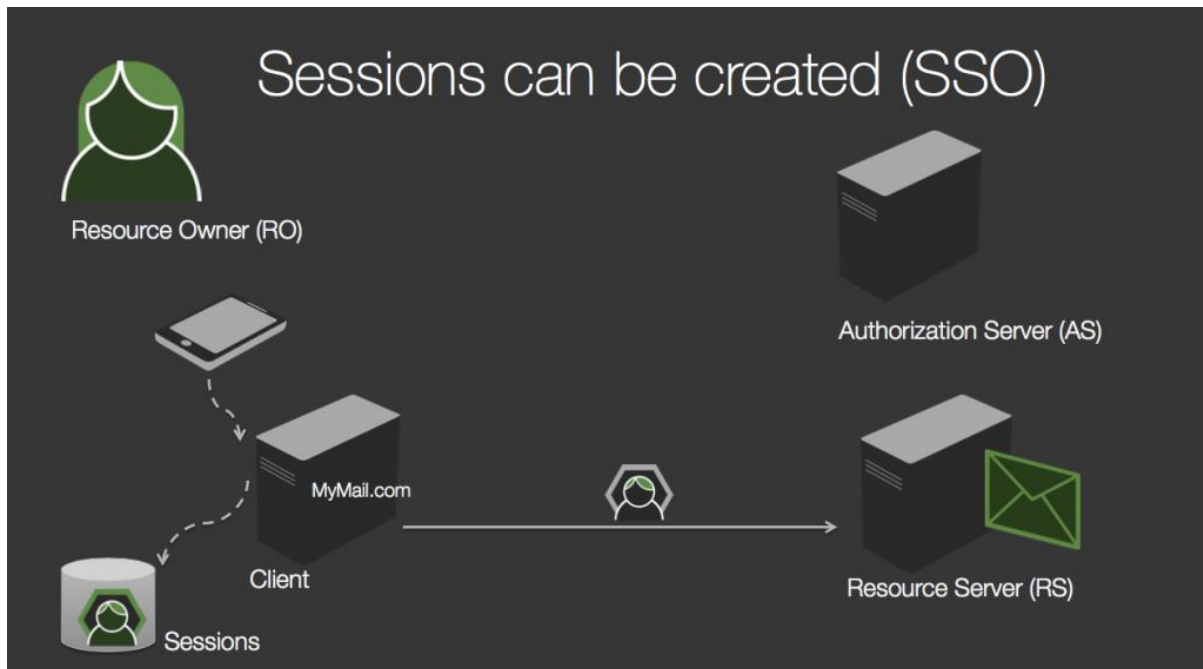 Sessions can be created (SSO)
Resource Owner (RO)
Authorization Server (AS)
MyMail.com
Client
Resource Server (RS)
Sessions